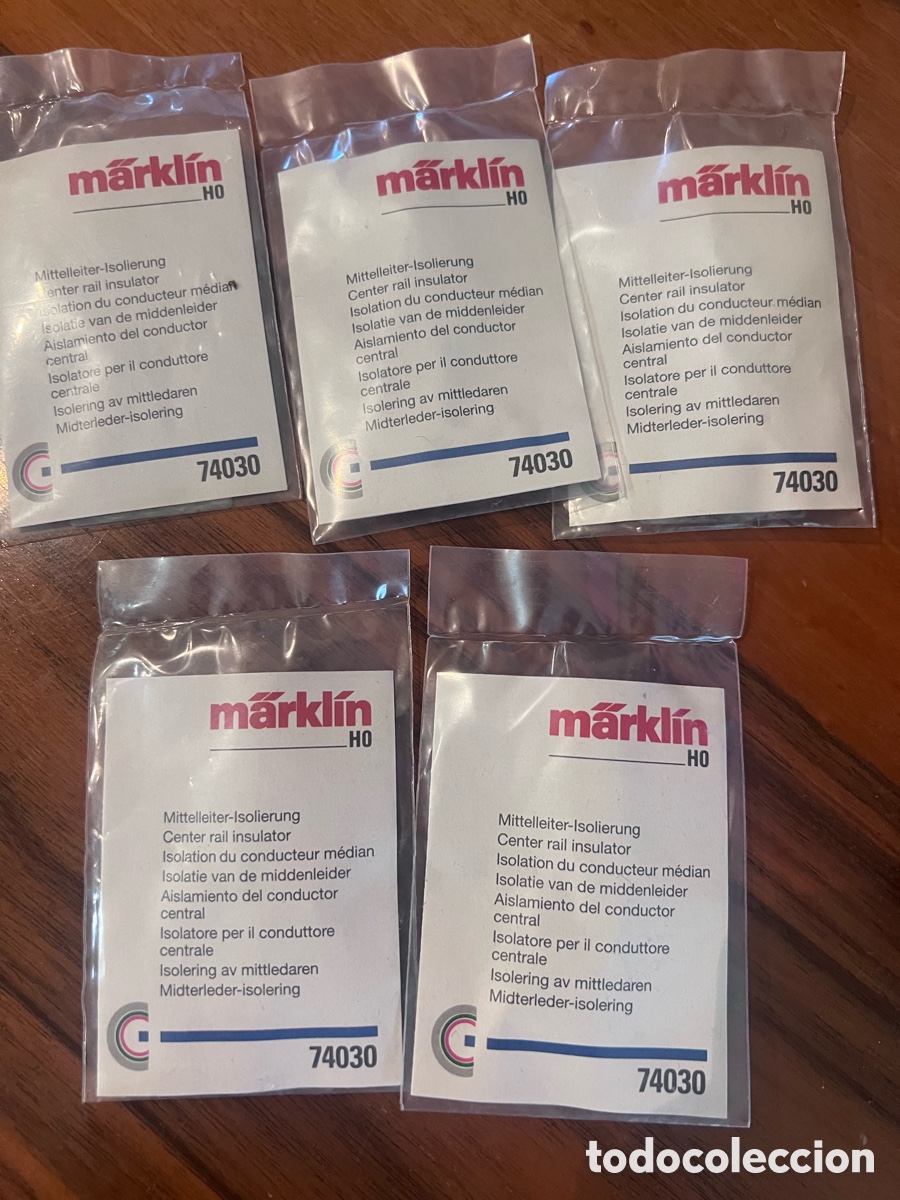 märklín
H0
Mittelleiter-Isolierung
Center rail insulator
Isolation du conducteur médian
Isolatie van de middenleider
Aislamiento del conductor
central
Isolatore per il conduttore
centrale
Isolering av mittledaren
Midterleder-isolering
C
74030
märklín
H0
Mittelleiter-Isolierung
Center rail insulator
Isolation du conducteur médian
Isolatie van de middenleider
Aislamiento del conductor
central
Isolatore per il conduttore
centrale
Isolering av mittledaren
Midterleder-isolering
C
74030
märklín
H0
Mittelleiter-Isolierung
Center rail insulator
Isolation du conducteur médian
Isolatie van de middenleider
Aislamiento del conductor
central
Isolatore per il conduttore
centrale
Isolering av mittledaren
Midterleder-isolering
74030
märklín
H0
Mittelleiter-Isolierung
Center rail insulator
Isolation du conducteur médian
Isolatie van de middenleider
Aislamiento del conductor
central
Isolatore per il conduttore
centrale
Isolering av mittledaren
Midterleder-isolering
C
74030
märklín
H0
Mittelleiter-Isolierung
Center rail insulator
Isolation du conducteur médian
Isolatie van de middenleider
Aislamiento del conductor
central
Isolatore per il conduttore
centrale
Isolering av mittledaren
Midterleder-isolering
C
74030
todocoleccion